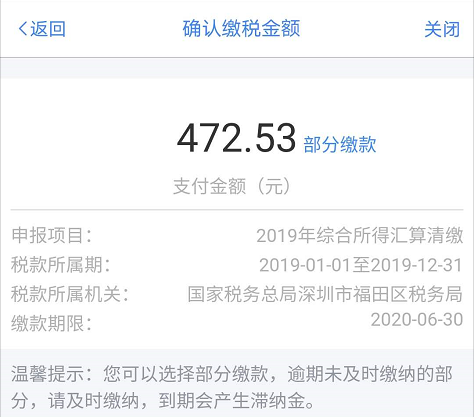 返回 确认缴税金额 关闭
472.53 部分缴款
支付金额（元）
申报项目： 2019年综合所得汇算清缴
税款所属期： 2019-01-01至2019-12-31
税款所属机关： 国家税务总局深圳市福田区税务局
缴款期限： 2020-06-30
温馨提示：您可以选择部分缴款，逾期未及时缴纳的部
分，请及时缴纳，到期会产生滞纳金。